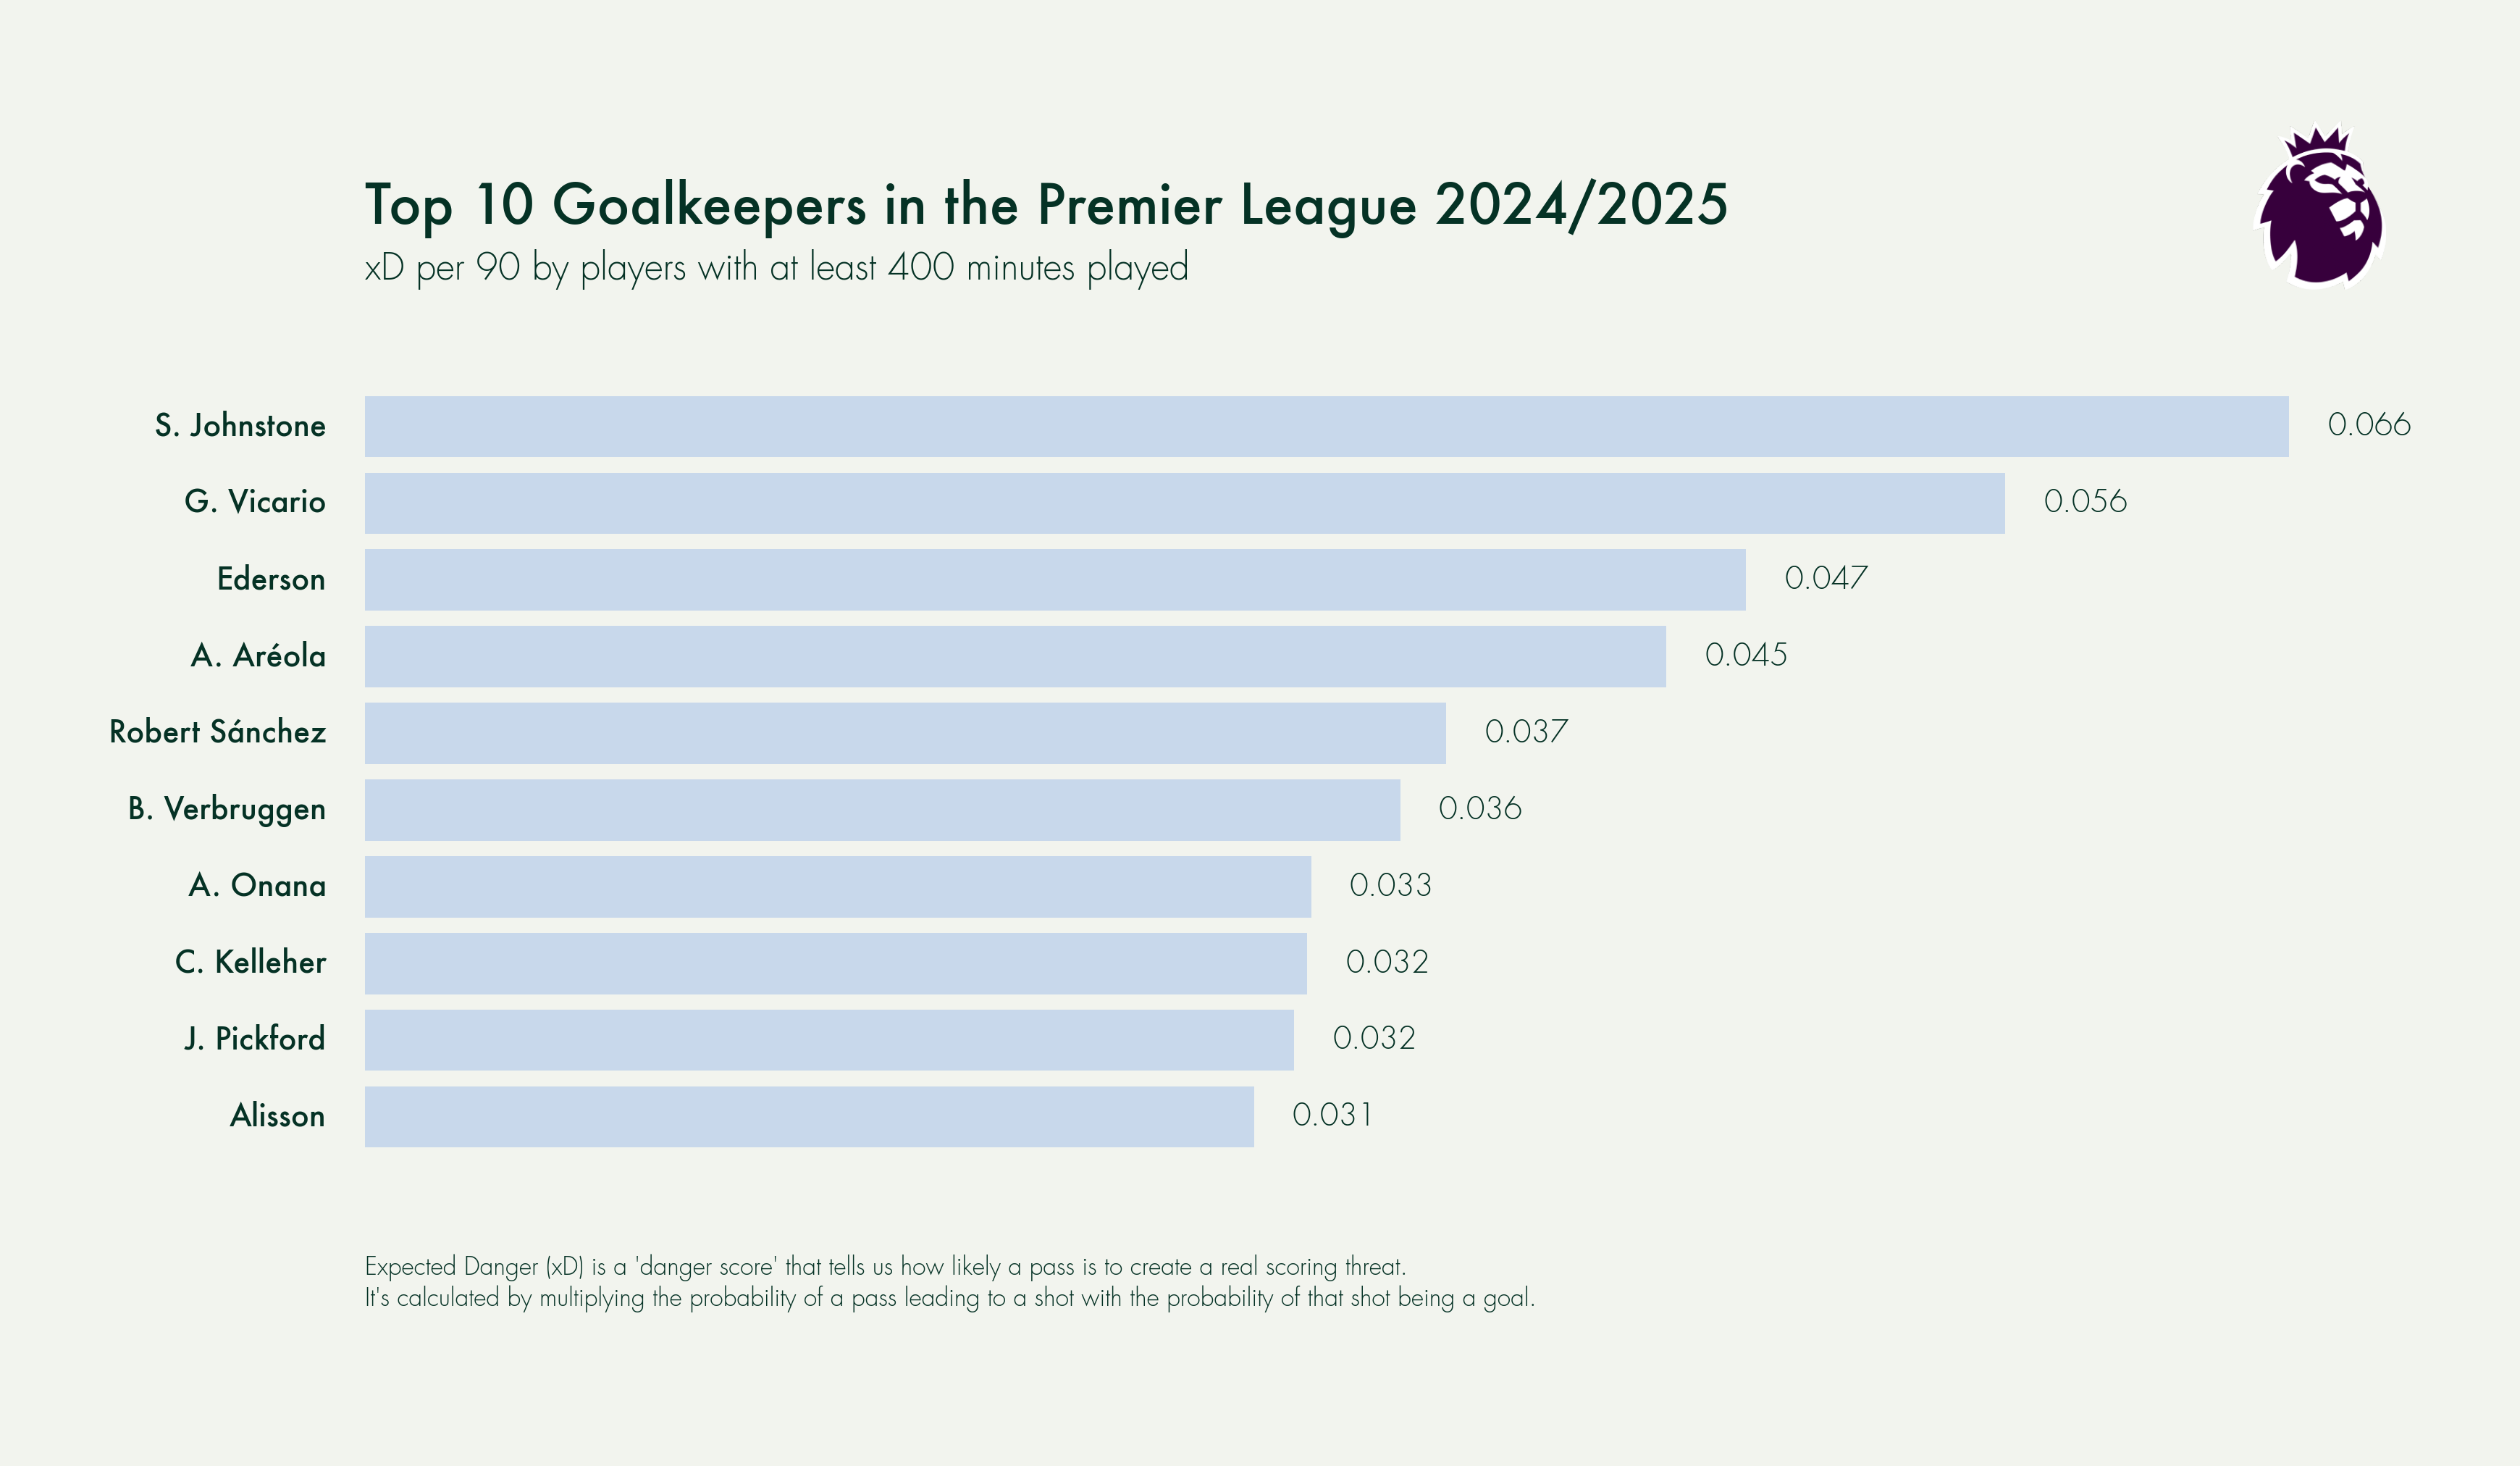 Top 10 Goalkeepers in the Premier League 2024/2025
xD per 90 by players with at least 400 minutes played
S. Johnstone 0.066
G. Vicario 0.056
Ederson 0.047
A. Aréola 0.045
Robert Sánchez 0.037
B. Verbruggen 0.036
A. Onana 0.033
C. Kelleher 0.032
J. Pickford 0.032
Alisson 0.031
Expected Danger (xD) is a 'danger score' that tells us how likely a pass is to create a real scoring threat.
It's calculated by multiplying the probability of a pass leading to a shot with the probability of that shot being a goal.